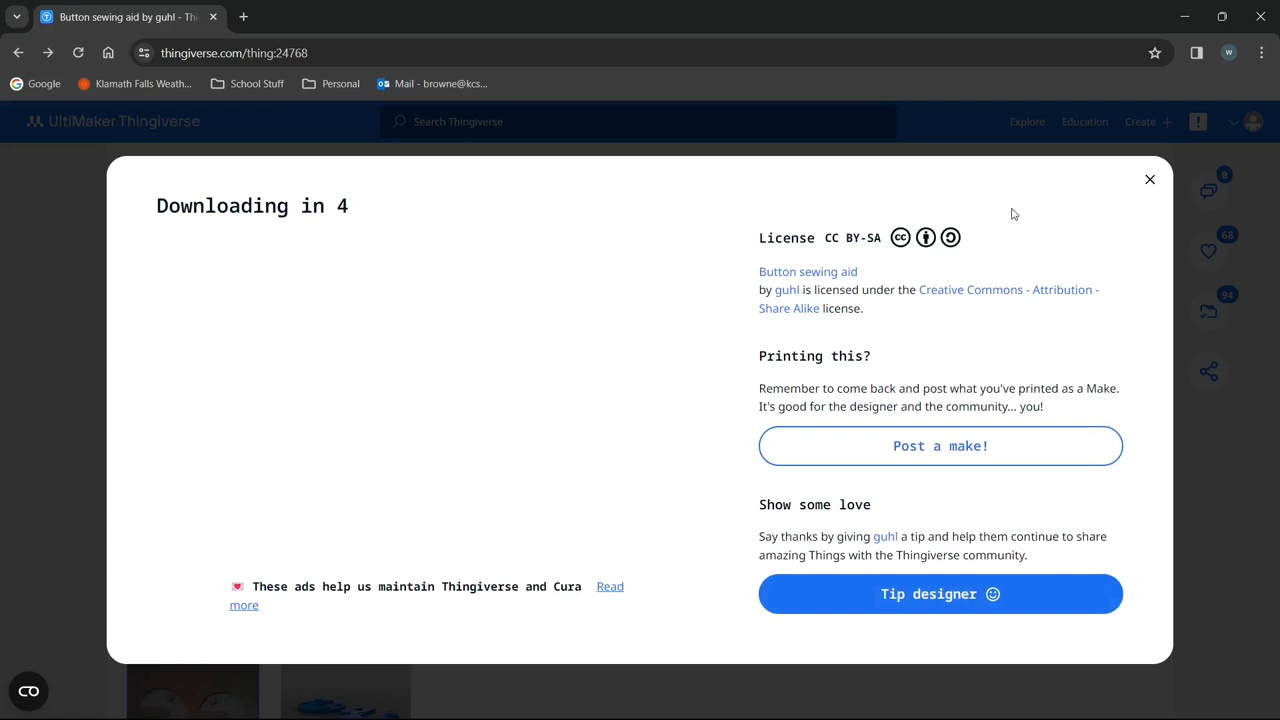 Button sewing aid by guhl - Thi
thingiverse.com/thing:24768
W
Google
Klamath Falls Weath...
School Stuff
Personal
Mail - browne@kcs...
UltiMaker Thingiverse
Search Thingiverse
Explore
Education
Create +
!
Downloading in 4
0
68
94
License CC BY-SA
Button sewing aid
by guhl is licensed under the Creative Commons - Attribution -
Share Alike license.
Printing this?
Remember to come back and post what you've printed as a Make.
It's good for the designer and the community... you!
Post a make!
Show some love
Say thanks by giving guhl a tip and help them continue to share
amazing Things with the Thingiverse community.
Tip designer
These ads help us maintain Thingiverse and Cura Read
more